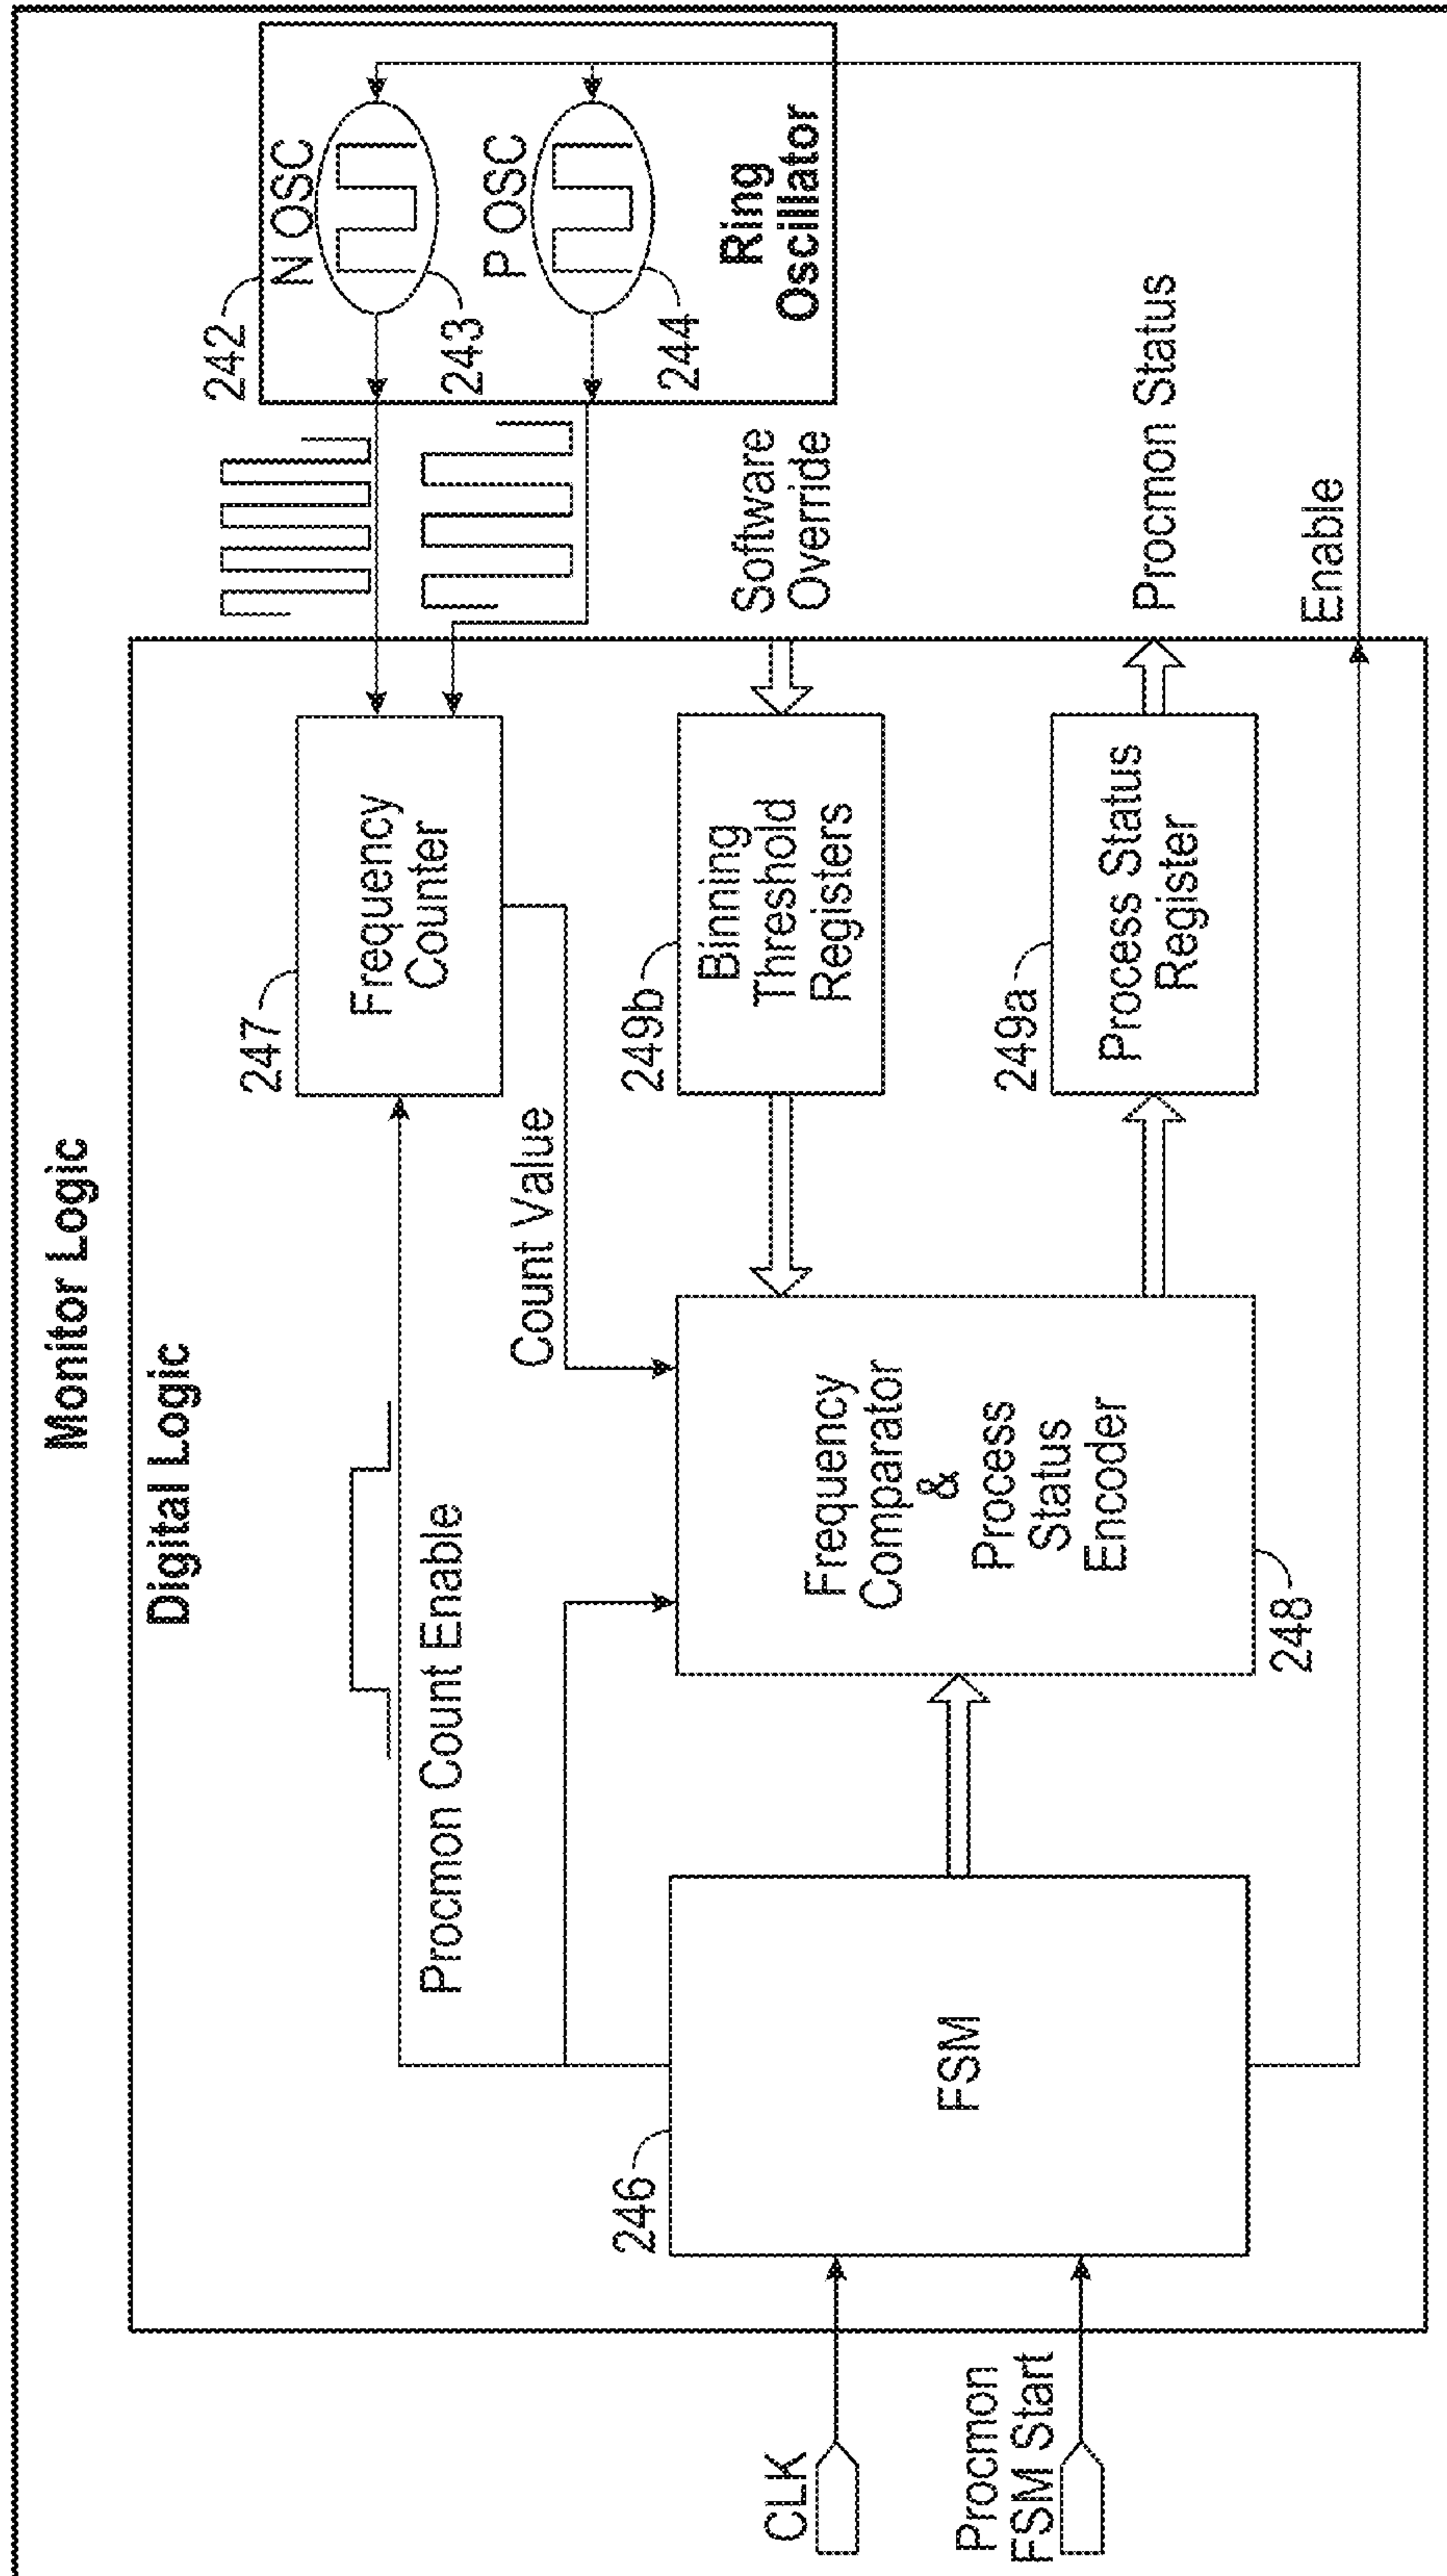 Monitor Logic
Digital Logic
242
N OSC
243
P OSC
244
Ring
Oscillator
247
Frequency
Counter
Procmon Count Enable
Count Value
Software
Override
249b
Binning
Threshold
Registers
Frequency
Comparator
&
Process
Status
Encoder
248
249a
Process Status
Register
Procmon Status
Enable
246
FSM
CLK
Procmon
FSM Start